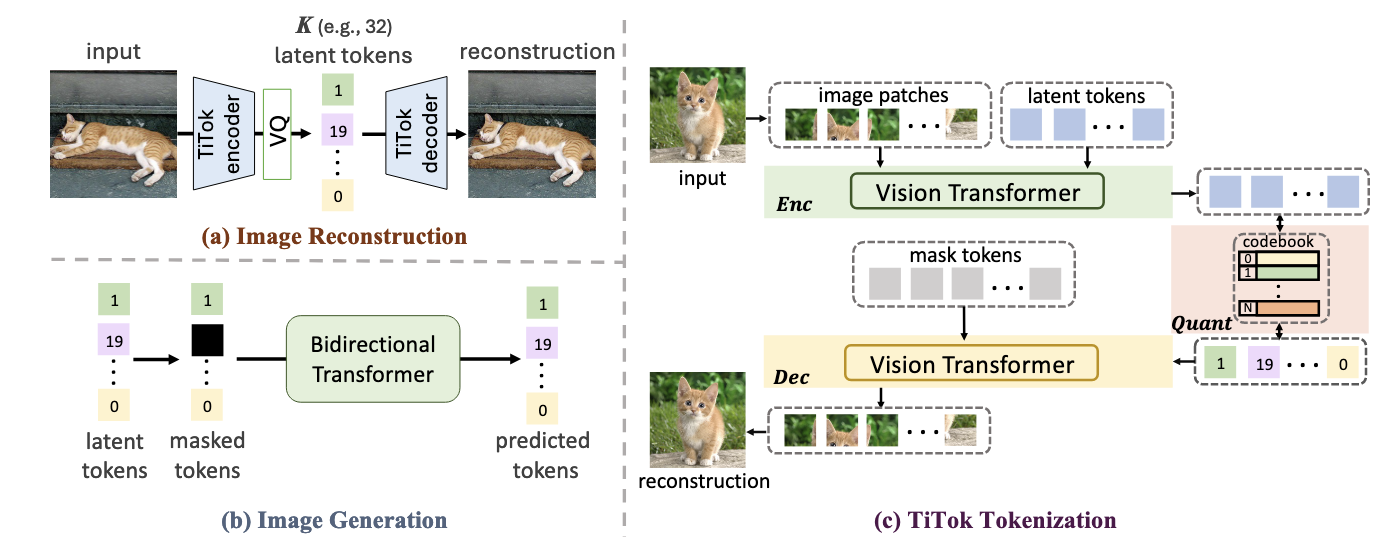 K (e.g., 32)
input
latent tokens
reconstruction
TiTok
encoder
VQ
1
19
0
TiTok
decoder
(a) Image Reconstruction
1
19
0
latent
tokens
1
0
masked
tokens
Bidirectional
Transformer
1
19
0
predicted
tokens
(b) Image Generation
input
image patches
latent tokens
Vision Transformer
Enc
codebook
0
1
N
Quant
mask tokens
1
19
0
Vision Transformer
Dec
reconstruction
(c) TiTok Tokenization